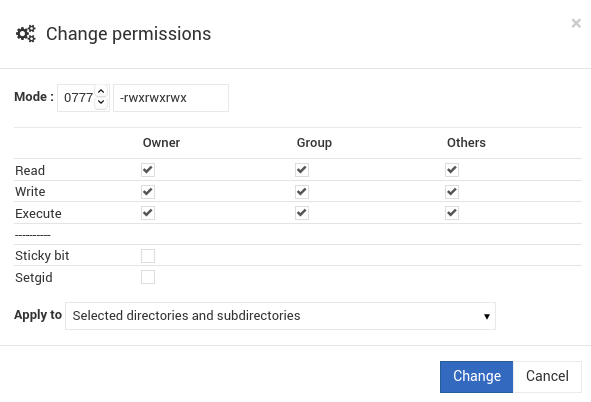 Change permissions
×
Mode : 0777 -rwxrwxrwx
Owner Group Others
Read
Write
Execute
----------
Sticky bit
Setgid
Apply to Selected directories and subdirectories
Change Cancel